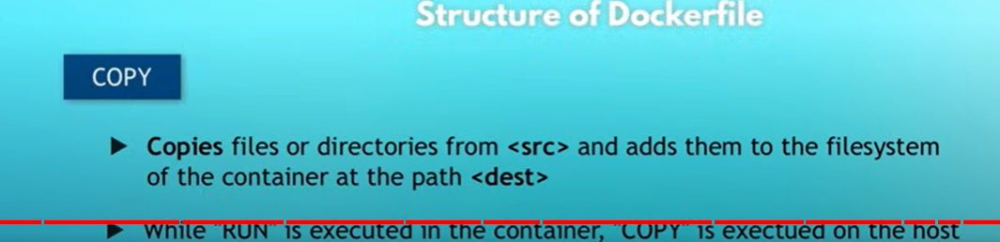 Structure of Dockerfile
COPY
Copies files or directories from <src> and adds them to the filesystem
of the container at the path <dest>
While "RUN" is executed in the container, "COPY" is exectued on the host